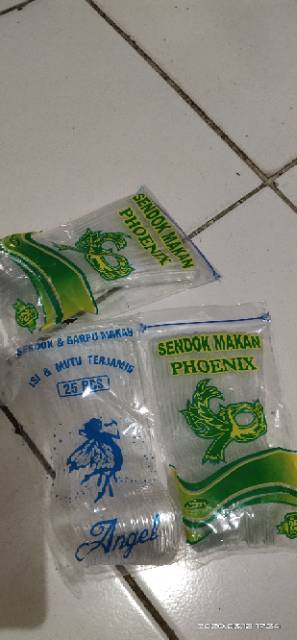 SENDOK MAKAN
PHOENIX
SENDOK & GARPU MAKAN
ISI & MUTU TERJAMIN
25 PCS
Angel
SENDOK MAKAN
PHOENIX